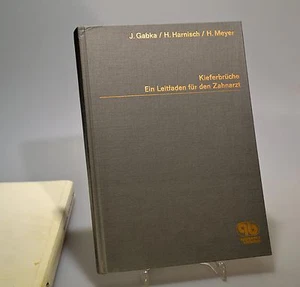 J. Gabka / H. Harnisch / H. Meyer
Kieferbrüche
Ein Leitfaden für den Zahnarzt